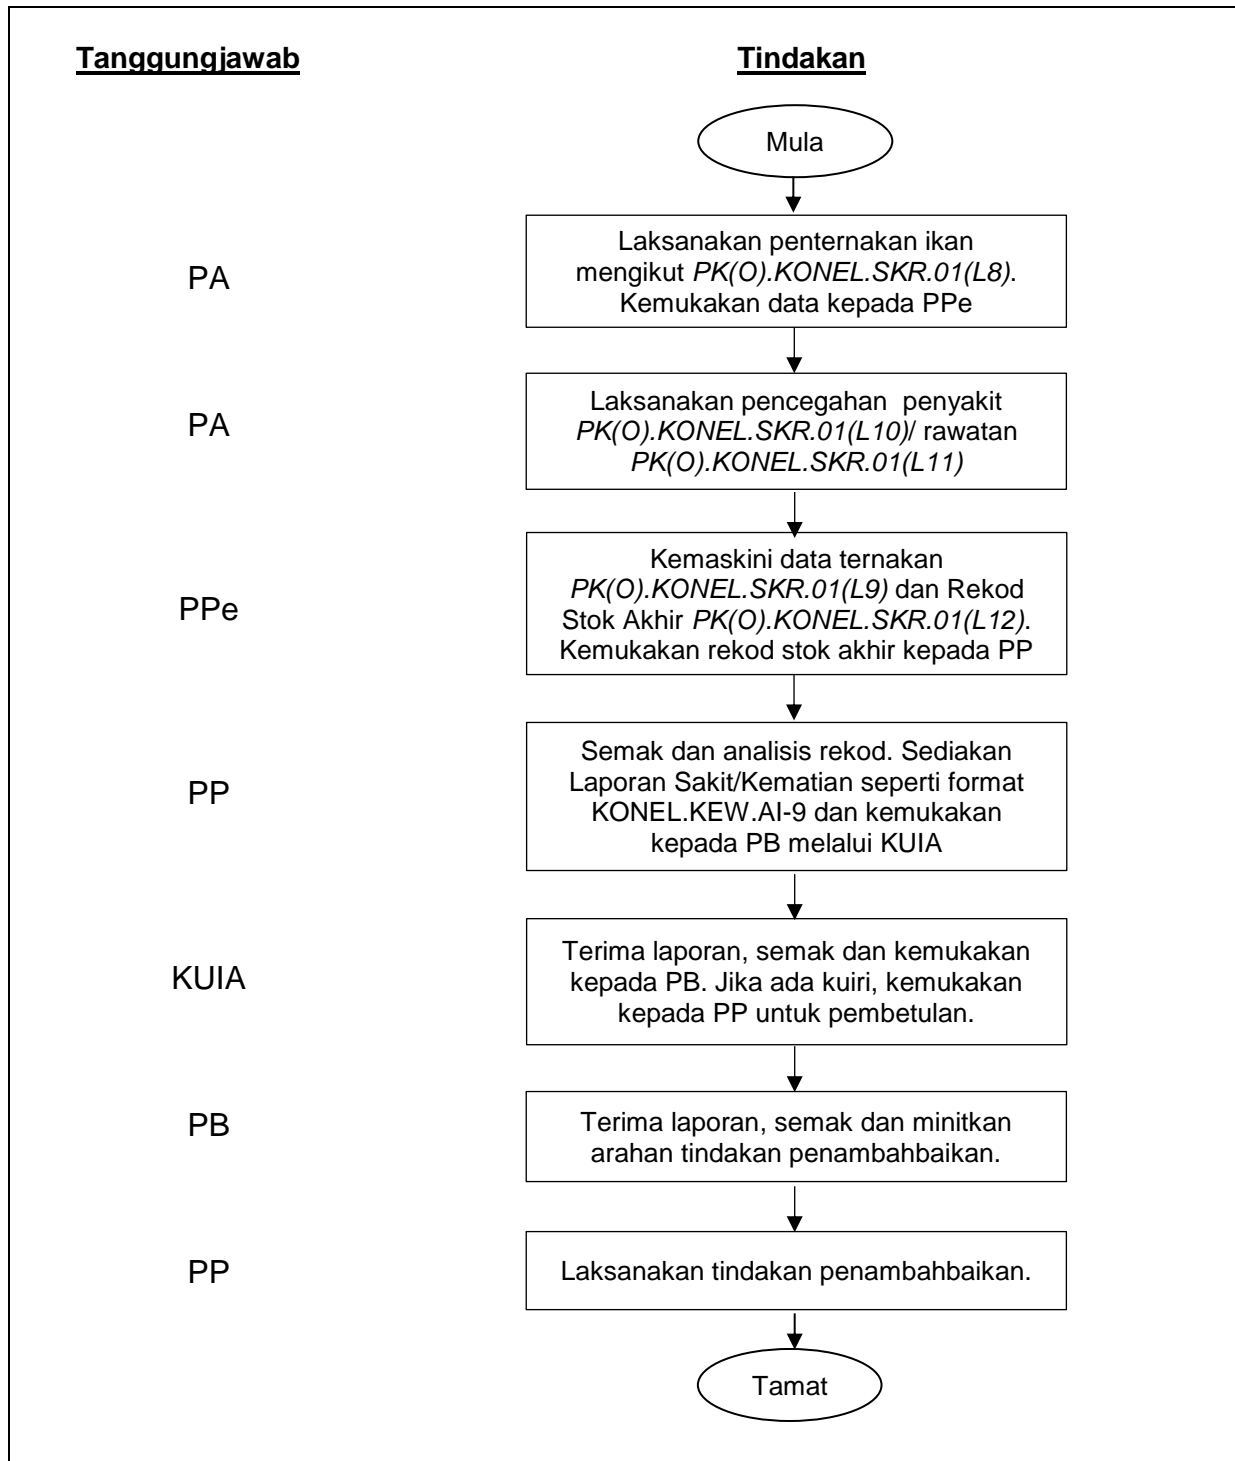 Tanggungjawab
Tindakan
Mula
PA
Laksanakan penternakan ikan
mengikut PK(O).KONEL.SKR.01(L8).
Kemukakan data kepada PPe
PA
Laksanakan pencegahan penyakit
PK(O).KONEL.SKR.01(L10)/ rawatan
PK(O).KONEL.SKR.01(L11)
PPe
Kemaskini data ternakan
PK(O).KONEL.SKR.01(L9) dan Rekod
Stok Akhir PK(O).KONEL.SKR.01(L12).
Kemukakan rekod stok akhir kepada PP
PP
Semak dan analisis rekod. Sediakan
Laporan Sakit/Kematian seperti format
KONEL.KEW.AI-9 dan kemukakan
kepada PB melalui KUIA
KUIA
Terima laporan, semak dan kemukakan
kepada PB. Jika ada kuiri, kemukakan
kepada PP untuk pembetulan.
PB
Terima laporan, semak dan minitkan
arahan tindakan penambahbaikan.
PP
Laksanakan tindakan penambahbaikan.
Tamat